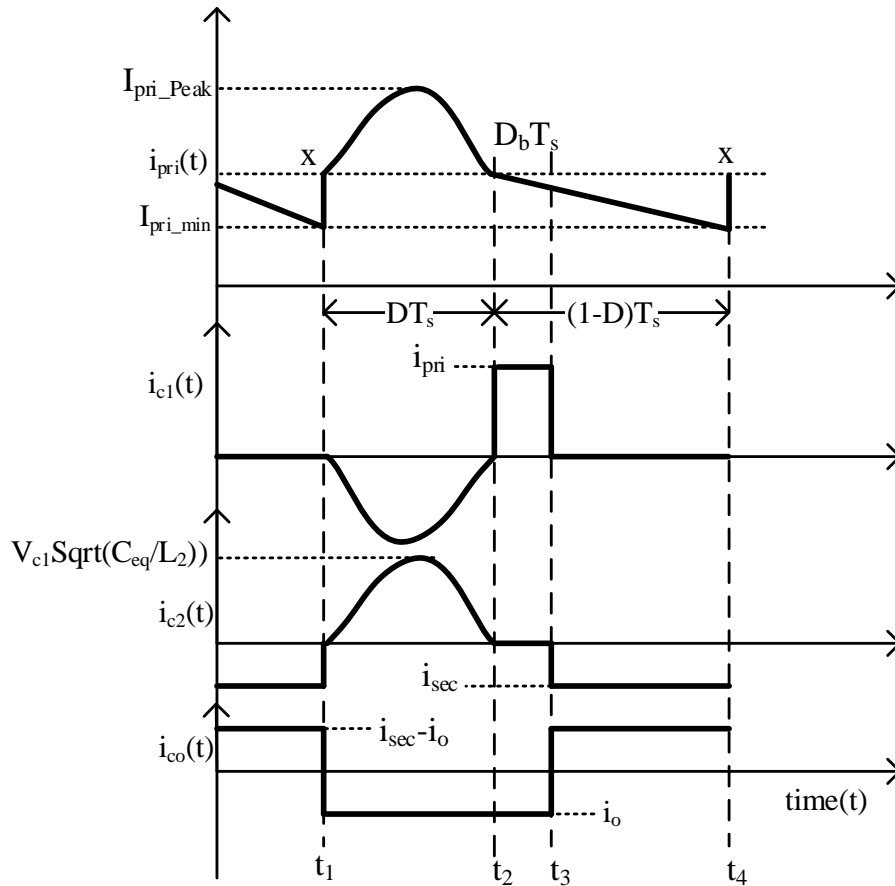 I_pri_Peak
D_bT_s
x
x
i_pri(t)
I_pri_min
DT_s
(1-D)T_s
i_pri
i_c1(t)
V_c1Sqrt(C_eq/L_2))
i_c2(t)
i_sec
i_sec-i_o
i_co(t)
time(t)
i_o
t_1
t_2
t_3
t_4